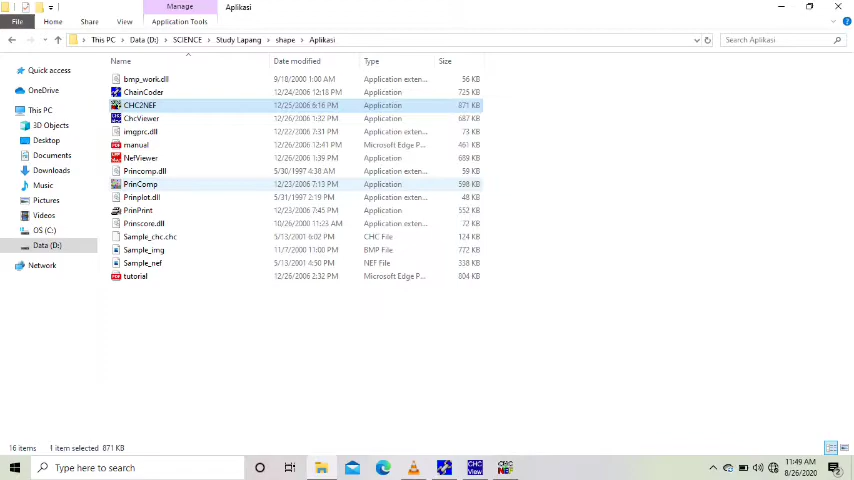 Manage Aplikasi
File Home Share View Application Tools
This PC > Data (D:) > SCIENCE > Study Lapang > shape > Aplikasi Search Aplikasi
Name Date modified Type Size
Quick access
OneDrive
This PC
3D Objects
Desktop
Documents
Downloads
Music
Pictures
Videos
OS (C:)
Data (D:)
Network
bmp_work.dll 9/18/2000 1:00 AM Application exten... 56 KB
ChainCoder 12/24/2006 12:18 PM Application 725 KB
CHC2NEF 12/25/2006 6:16 PM Application 871 KB
ChcViewer 12/26/2006 1:32 PM Application 687 KB
imgprc.dll 12/22/2006 2:31 PM Application exten... 73 KB
manual 12/26/2006 12:41 PM Microsoft Edge P... 461 KB
NefViewer 12/26/2006 1:39 PM Application 689 KB
Princomp.dll 5/30/1997 4:38 AM Application exten... 59 KB
PrinComp 12/23/2006 7:13 PM Application 598 KB
Prinplot.dll 5/31/1997 2:19 PM Application exten... 48 KB
PrinPrint 12/23/2006 7:45 PM Application 552 KB
Prinscore.dll 10/26/2000 11:23 AM Application exten... 72 KB
Sample_chc.chc 5/13/2001 6:02 PM CHC File 124 KB
Sample_img 11/7/2000 11:00 PM BMP File 772 KB
Sample_nef 5/13/2001 4:50 PM NEF File 338 KB
tutorial 12/26/2006 2:32 PM Microsoft Edge P... 804 KB
16 items 1 item selected 871 KB
Type here to search
CHC View
CHC NEF
11:49 AM
8/26/2020
2